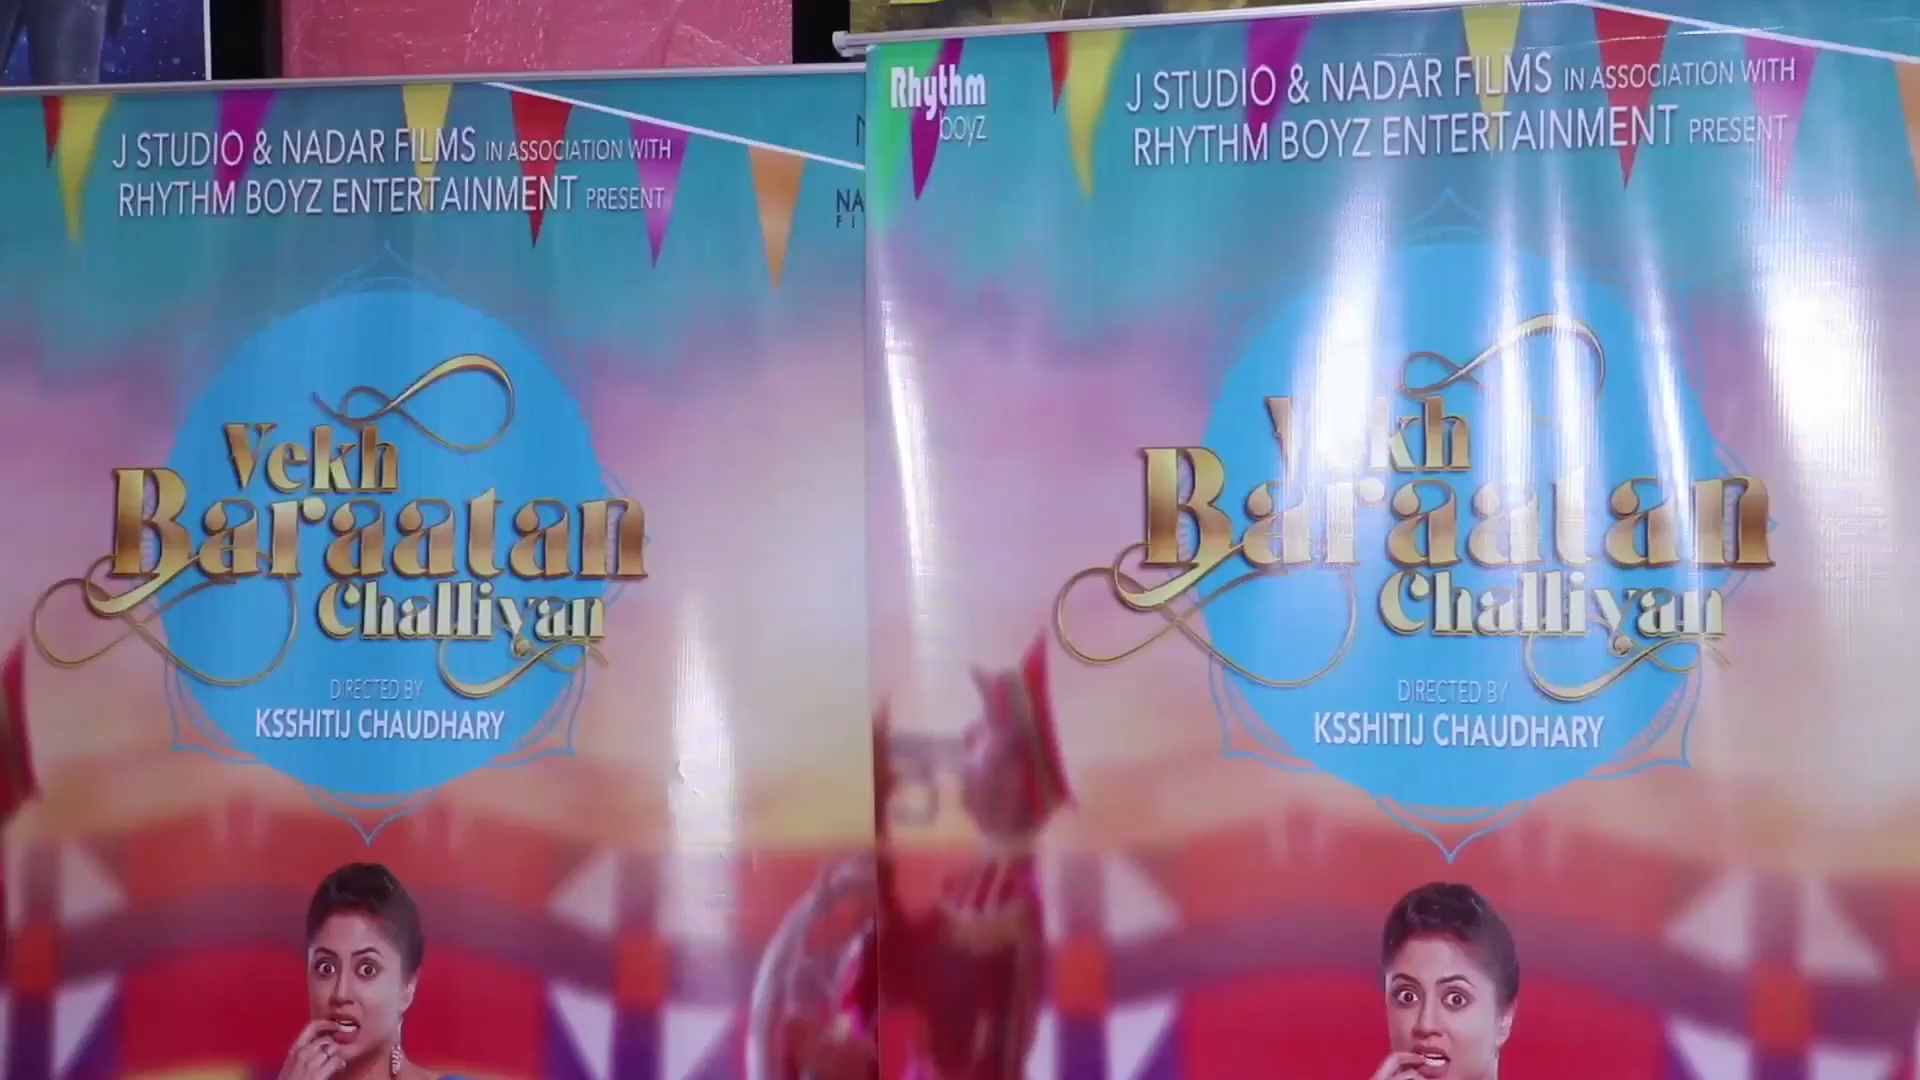 J STUDIO & NADAR FILMS IN ASSOCIATION WITH
RHYTHM BOYZ ENTERTAINMENT PRESENT
NA
Vekh
Baraatan
Challiyan
DIRECTED BY
KSSHITIJ CHAUDHARY
Rhythm
boyz
J STUDIO & NADAR FILMS IN ASSOCIATION WITH
RHYTHM BOYZ ENTERTAINMENT PRESENT
Vekh
Baraatan
Challiyan
DIRECTED BY
KSSHITIJ CHAUDHARY